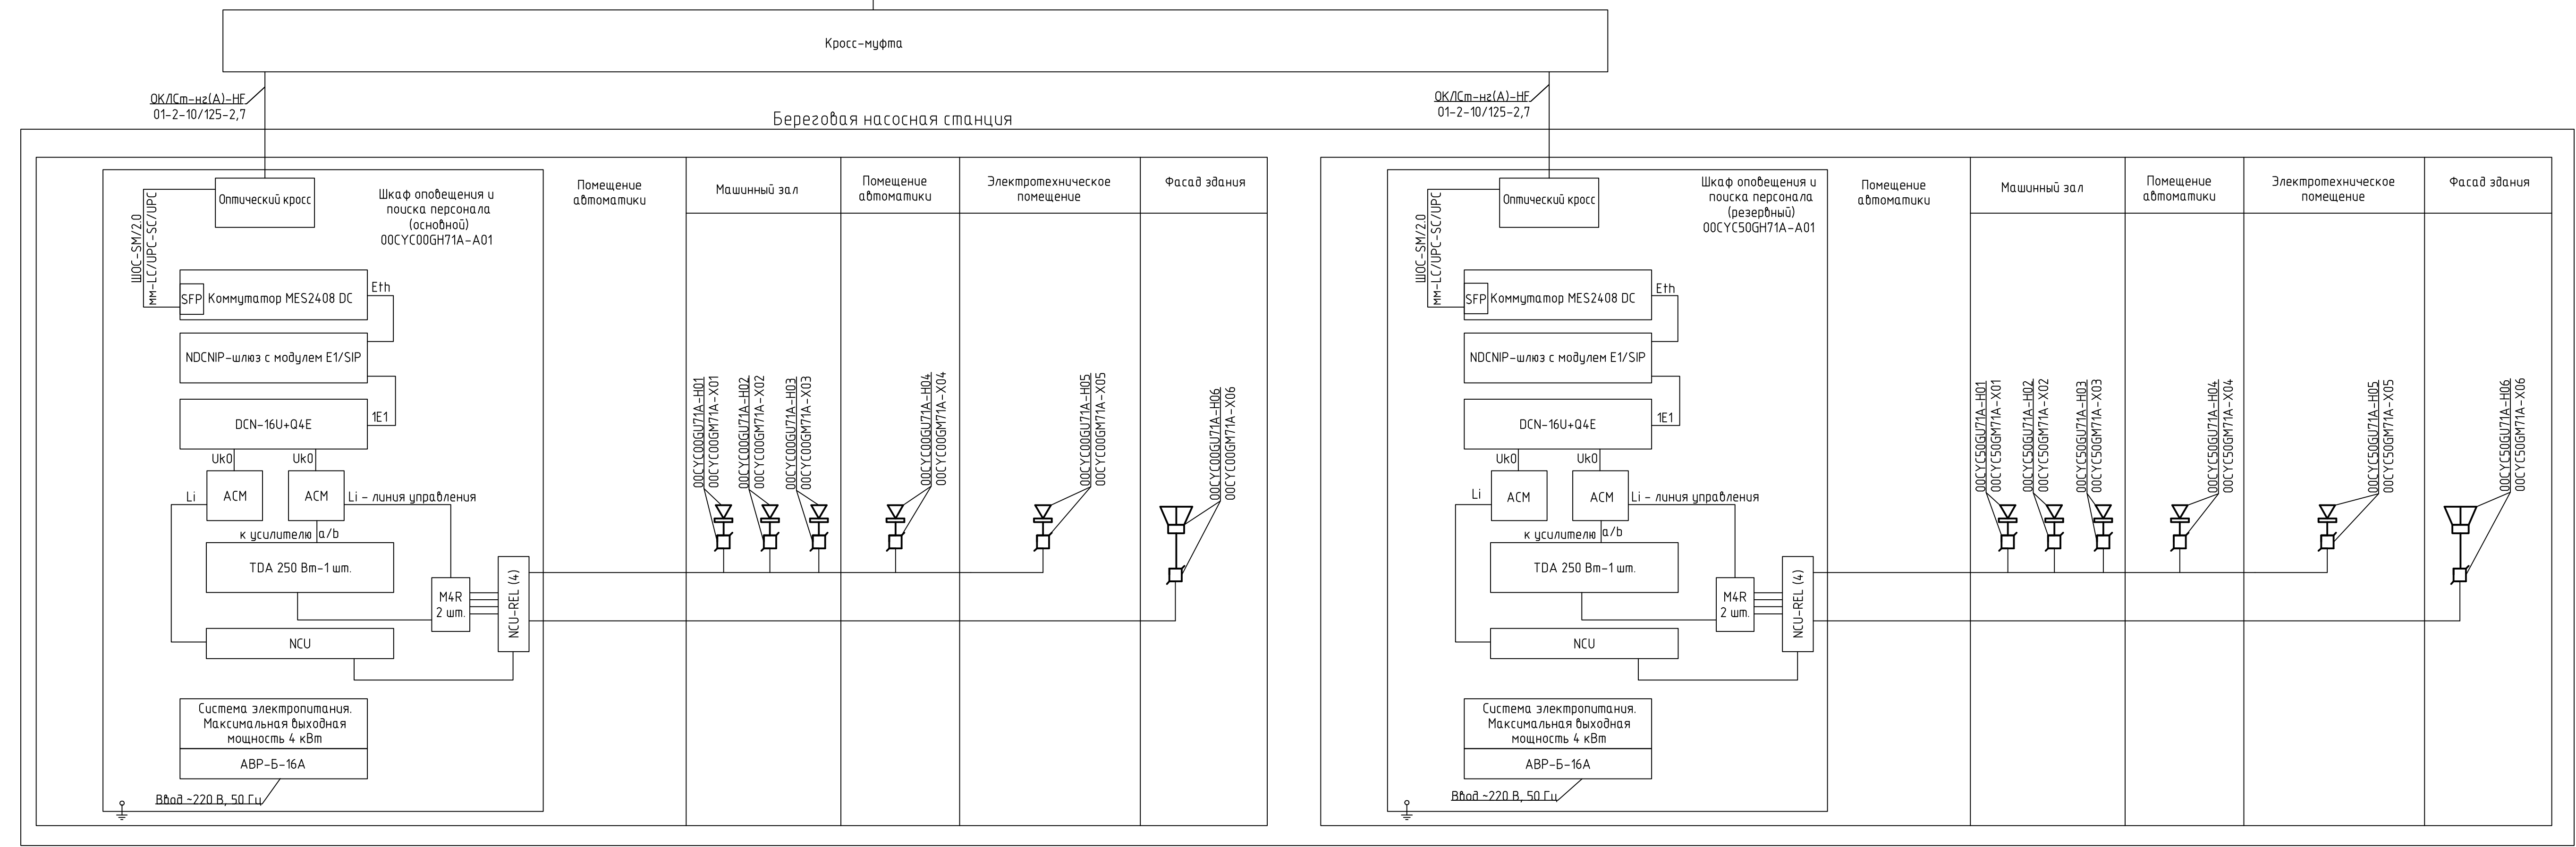 Кросс-муфта
ОК/1Ст-нг(А)-HF
01-2-10/125-2,7
ОК/1Ст-нг(А)-HF
01-2-10/125-2,7
Береговая насосная станция
Оптический кросс
Шкаф оповещения и
поиска персонала
(основной)
00CYC00GH71A-A01
ШОС-SM/2.0
мм-LC/UPC-SC/UPC
SFP
Коммутатор MES2408 DC
Eth
NDCNIP-шлюз с модулем E1/SIP
DCN-16U+Q4E
1E1
Uk0
Uk0
ACM
ACM
Li
Li - линия управления
к усилителю
a/b
TDA 250 Вт-1 шт.
M4R
2 шт.
NCU-REL (4)
NCU
Система электропитания.
Максимальная выходная
мощность 4 кВт
АВР-Б-16А
Ввод ~220 В, 50 Гц
Помещение
автоматики
Машинный зал
Помещение
автоматики
Электротехническое
помещение
Фасад здания
00CYC00GU71A-H01
00CYC00GM71A-X01
00CYC00GU71A-H02
00CYC00GM71A-X02
00CYC00GU71A-H03
00CYC00GM71A-X03
00CYC00GU71A-H04
00CYC00GM71A-X04
00CYC00GU71A-H05
00CYC00GM71A-X05
00CYC00GU71A-H06
00CYC00GM71A-X06
Оптический кросс
Шкаф оповещения и
поиска персонала
(резервный)
00CYC50GH71A-A01
ШОС-SM/2.0
мм-LC/UPC-SC/UPC
SFP
Коммутатор MES2408 DC
Eth
NDCNIP-шлюз с модулем E1/SIP
DCN-16U+Q4E
1E1
Uk0
Uk0
ACM
ACM
Li
Li - линия управления
к усилителю
a/b
TDA 250 Вт-1 шт.
M4R
2 шт.
NCU-REL (4)
NCU
Система электропитания.
Максимальная выходная
мощность 4 кВт
АВР-Б-16А
Ввод ~220 В, 50 Гц
Помещение
автоматики
Машинный зал
Помещение
автоматики
Электротехническое
помещение
Фасад здания
00CYC50GU71A-H01
00CYC50GM71A-X01
00CYC50GU71A-H02
00CYC50GM71A-X02
00CYC50GU71A-H03
00CYC50GM71A-X03
00CYC50GU71A-H04
00CYC50GM71A-X04
00CYC50GU71A-H05
00CYC50GM71A-X05
00CYC50GU71A-H06
00CYC50GM71A-X06